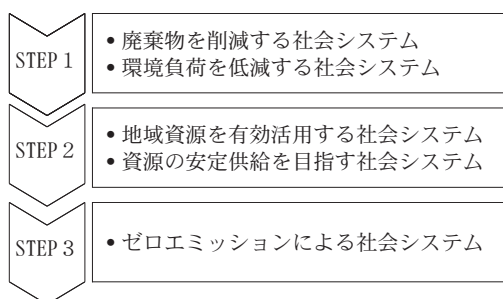 STEP 1
• 廃棄物を削減する社会システム
• 環境負荷を低減する社会システム
STEP 2
• 地域資源を有効活用する社会システム
• 資源の安定供給を目指す社会システム
STEP 3
• ゼロエミッションによる社会システム